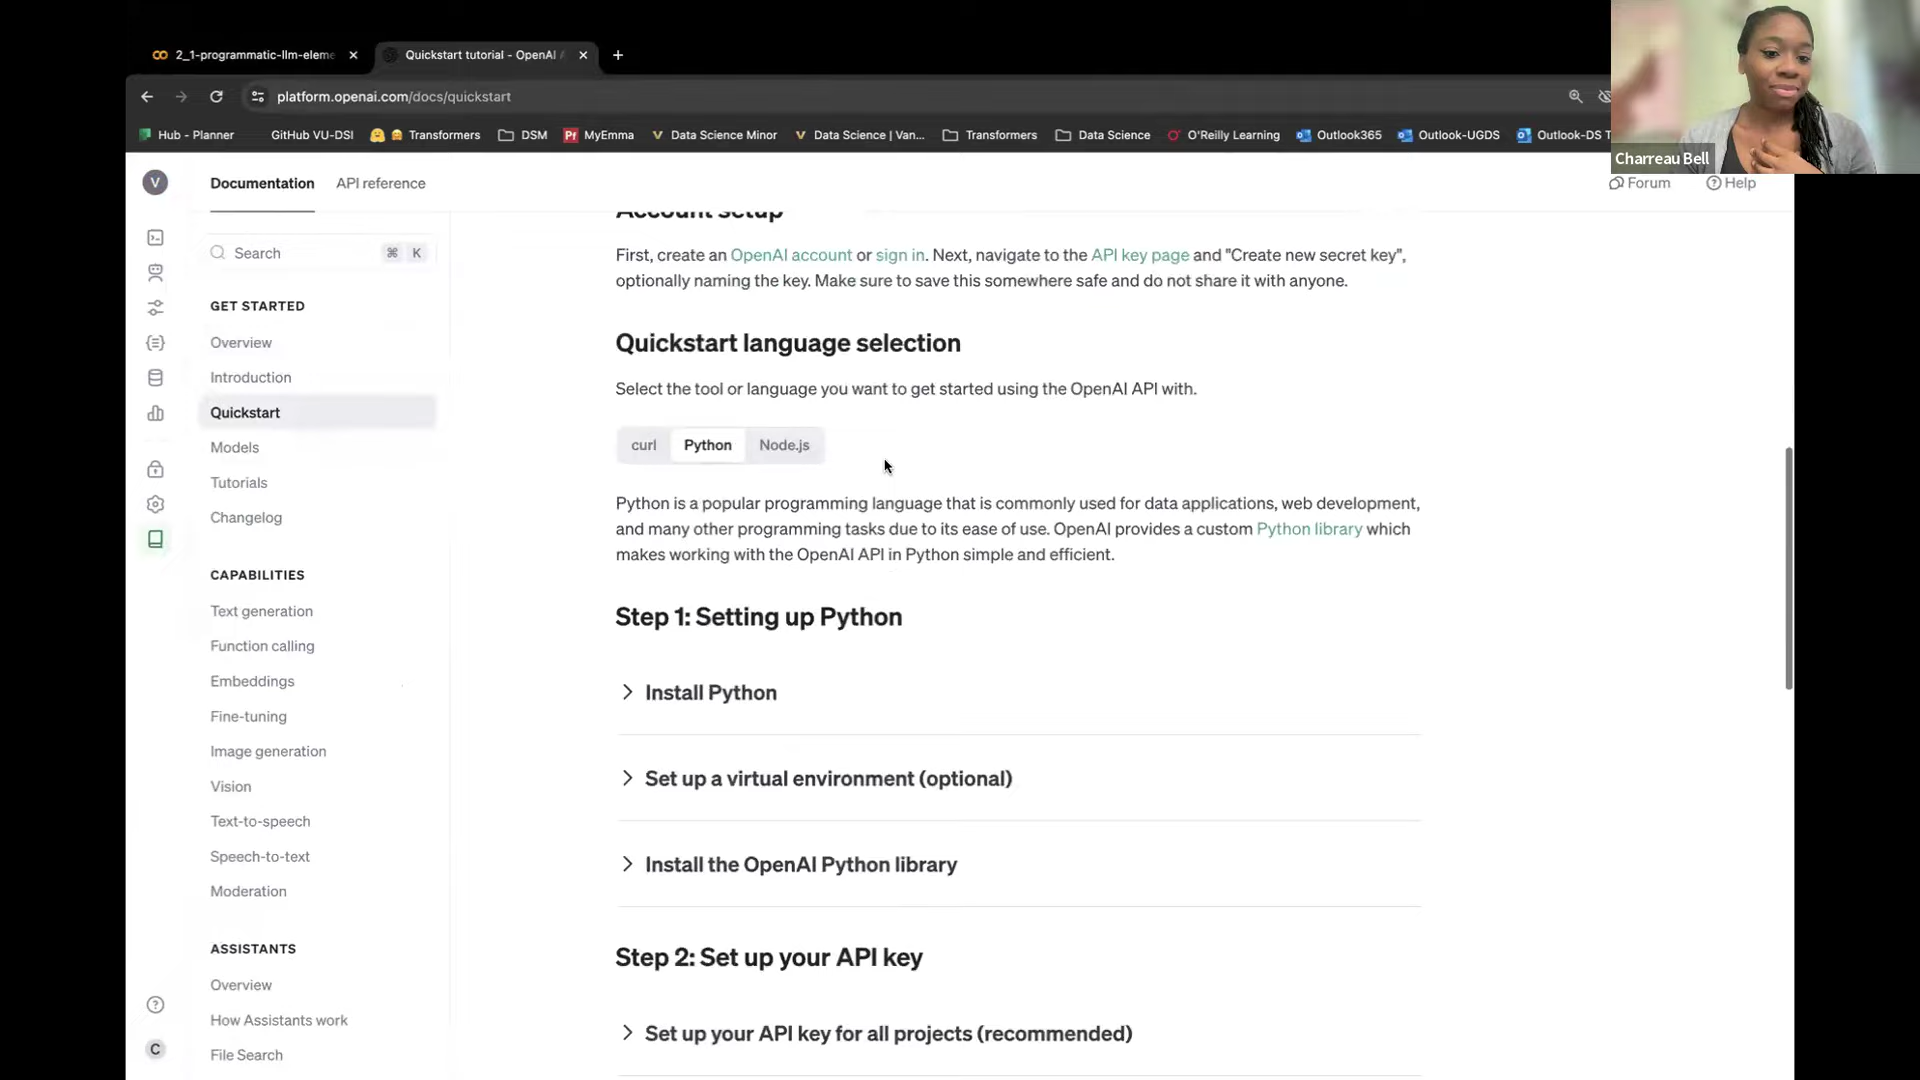 2_1-programmatic-llm-eleme
Quickstart tutorial - OpenAI
platform.openai.com/docs/quickstart
Hub - Planner
GitHub VU-DSI
Transformers
DSM
Pf MyEmma
Data Science Minor
Data Science | Van...
Transformers
Data Science
O'Reilly Learning
Outlook365
Outlook-UGDS
Outlook-DS T
Charreau Bell
V
Documentation
API reference
Forum
Help
Search
⌘ K
GET STARTED
Overview
Introduction
Quickstart
Models
Tutorials
Changelog
CAPABILITIES
Text generation
Function calling
Embeddings
Fine-tuning
Image generation
Vision
Text-to-speech
Speech-to-text
Moderation
ASSISTANTS
Overview
How Assistants work
File Search
C
Account setup
First, create an OpenAI account or sign in. Next, navigate to the API key page and "Create new secret key",
optionally naming the key. Make sure to save this somewhere safe and do not share it with anyone.
Quickstart language selection
Select the tool or language you want to get started using the OpenAI API with.
curl
Python
Node.js
Python is a popular programming language that is commonly used for data applications, web development,
and many other programming tasks due to its ease of use. OpenAI provides a custom Python library which
makes working with the OpenAI API in Python simple and efficient.
Step 1: Setting up Python
Install Python
Set up a virtual environment (optional)
Install the OpenAI Python library
Step 2: Set up your API key
Set up your API key for all projects (recommended)